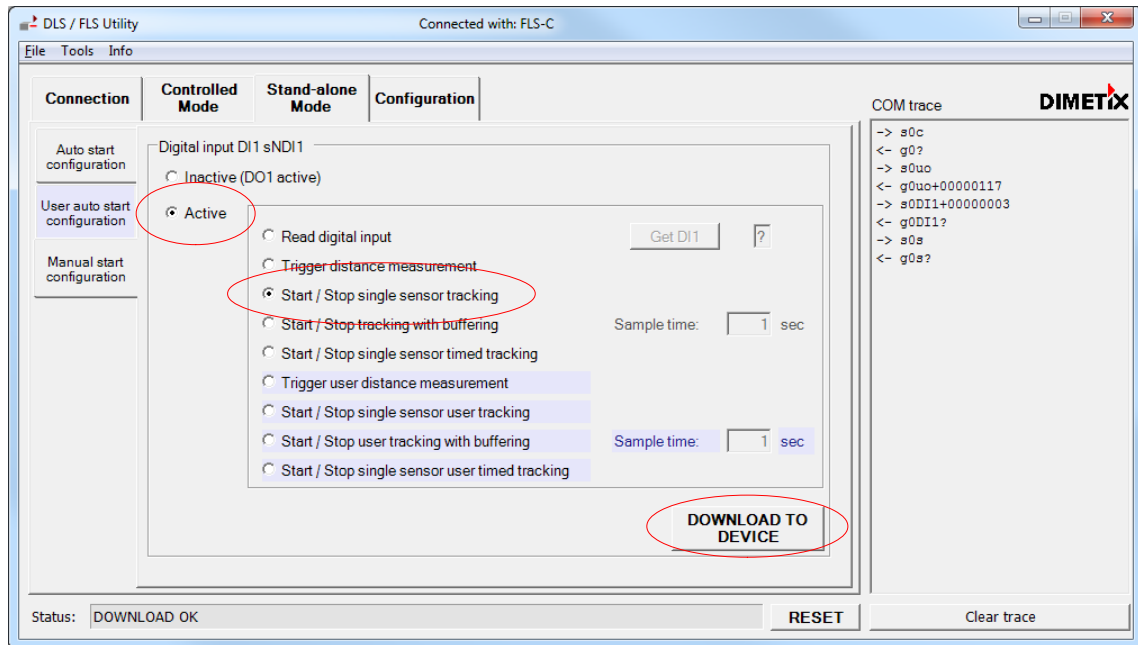 DLS / FLS Utility
Connected with: FLS-C
File Tools Info
Connection
Controlled
Mode
Stand-alone
Mode
Configuration
Auto start
configuration
User auto start
configuration
Manual start
configuration
Digital input DI1 sNDI1
Inactive (DO1 active)
Active
Read digital input
Get DI1
?
Trigger distance measurement
Start / Stop single sensor tracking
Start / Stop tracking with buffering
Sample time: 1 sec
Start / Stop single sensor timed tracking
Trigger user distance measurement
Start / Stop single sensor user tracking
Start / Stop user tracking with buffering
Sample time: 1 sec
Start / Stop single sensor user timed tracking
DOWNLOAD TO
DEVICE
COM trace
DIMETIX
-> s0c
<- g0?
-> s0uo
<- g0uo+00000117
-> s0DI1+00000003
<- g0DI1?
-> s0s
<- g0s?
Status: DOWNLOAD OK
RESET
Clear trace